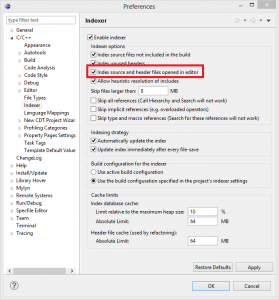 Preferences
type filter text
Indexer
General
C/C++
Appearance
Autotools
Build
Code Analysis
Code Style
Debug
Editor
File Types
Indexer
Language Mappings
New CDT Project Wizard
Profiling Categories
Property Pages Settings
Task Tags
Template Default Value
ChangeLog
Help
Install/Update
Library Hover
Mylyn
Remote Systems
Run/Debug
Specfile Editor
Team
Terminal
Tracing
Enable indexer
Indexer options
Index source files not included in the build
Index unused headers
Index source and header files opened in editor
Allow heuristic resolution of includes
Skip files larger than: 8 MB
Skip all references (Call Hierarchy and Search will not work)
Skip implicit references (e.g. overloaded operators)
Skip type and macro references (Search for these references will not work)
Indexing strategy
Automatically update the index
Update index immediately after every file-save
Build configuration for the indexer
Use active build configuration
Use the build configuration specified in the project's indexer settings
Cache limits
Index database cache:
Limit relative to the maximum heap size: 10 %
Absolute Limit: 64 MB
Header file cache (used by refactoring):
Absolute Limit: 64 MB
Restore Defaults
Apply
OK
Cancel